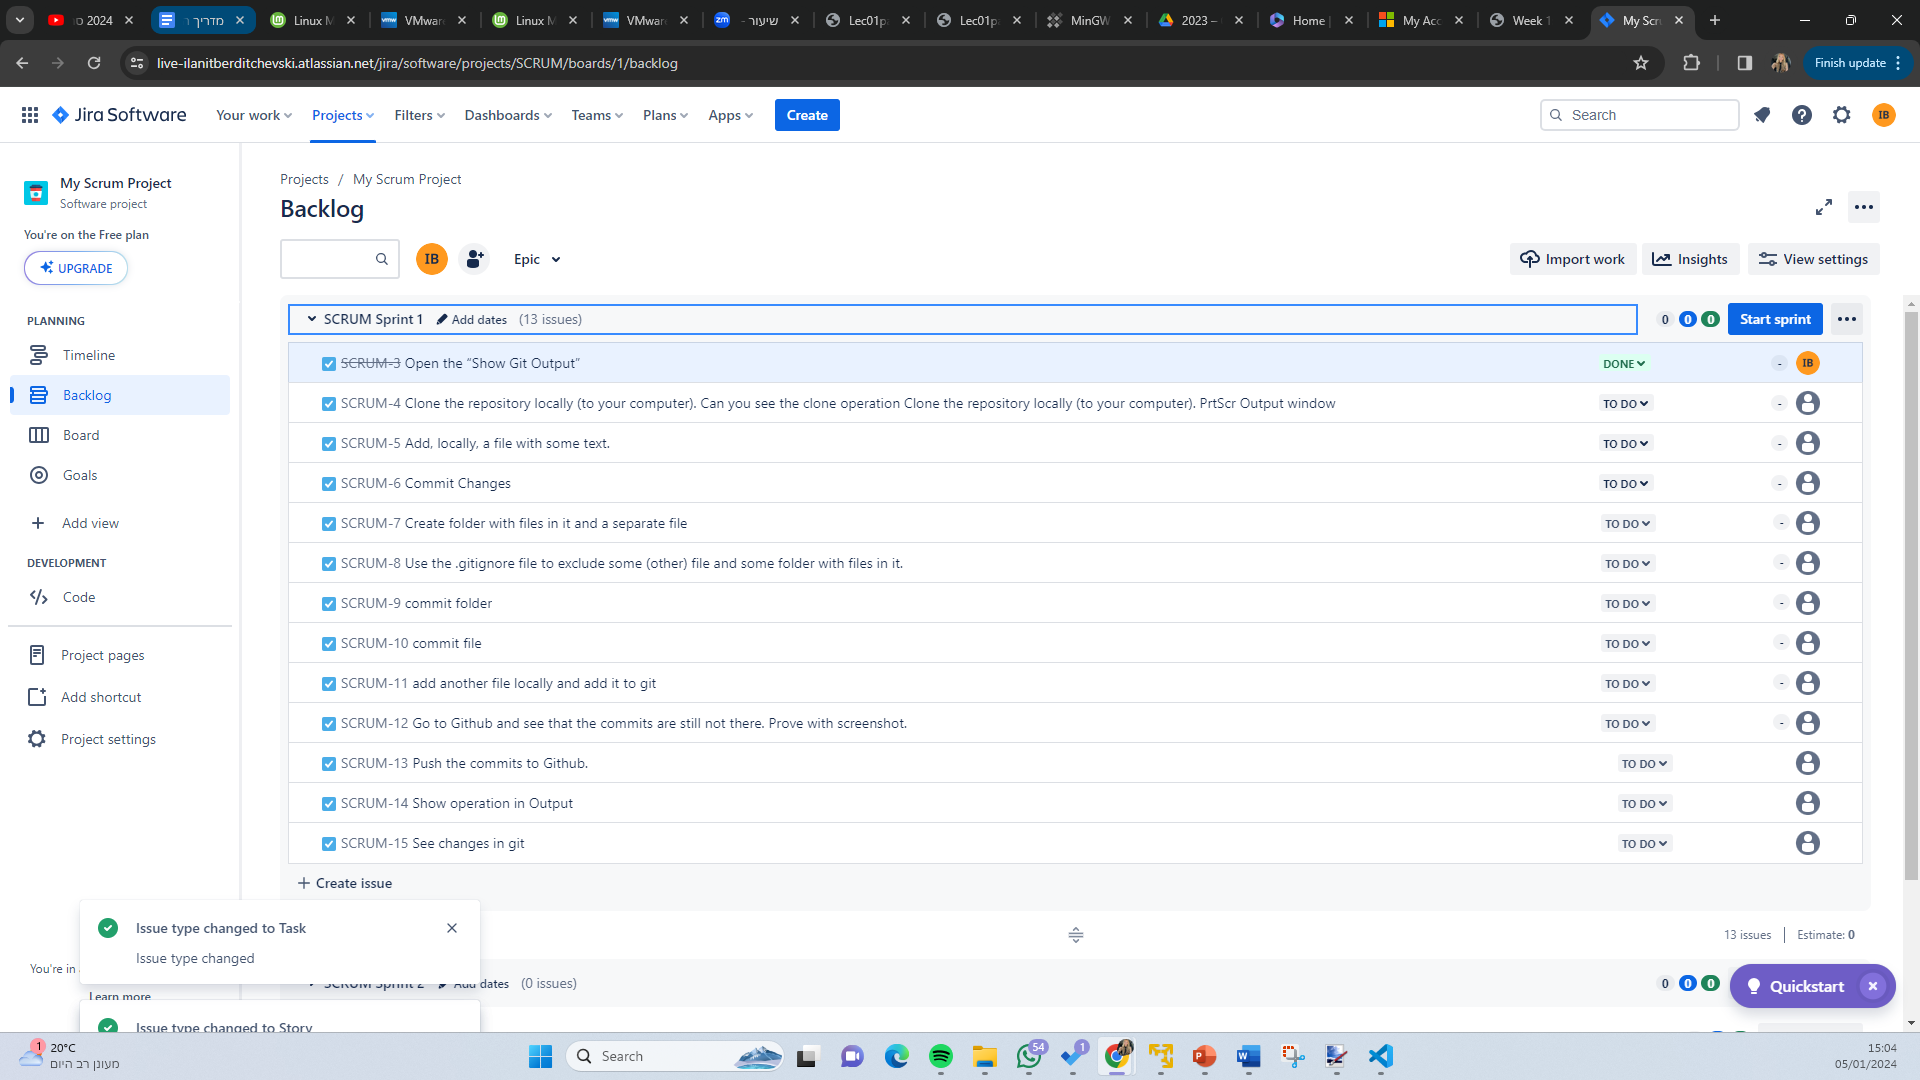 2024 סר
מדריך ר
Linux M
VMware
Linux M
VMware
שיעור -
Lec01pa
Lec01pa
MinGW
2023 –
Home |
My Acc
Week 1
My Scru
live-ilanitberditchevski.atlassian.net/jira/software/projects/SCRUM/boards/1/backlog
Finish update
Jira Software
Your work
Projects
Filters
Dashboards
Teams
Plans
Apps
Create
Search
IB
My Scrum Project
Software project
You're on the Free plan
UPGRADE
PLANNING
Timeline
Backlog
Board
Goals
Add view
DEVELOPMENT
Code
Project pages
Add shortcut
Project settings
You're in a
Learn more
Projects / My Scrum Project
Backlog
IB
Epic
Import work
Insights
View settings
SCRUM Sprint 1 Add dates (13 issues)
0 0 0 Start sprint
SCRUM-3 Open the “Show Git Output” DONE - IB
SCRUM-4 Clone the repository locally (to your computer). Can you see the clone operation Clone the repository locally (to your computer). PrtScr Output window TO DO -
SCRUM-5 Add, locally, a file with some text. TO DO -
SCRUM-6 Commit Changes TO DO -
SCRUM-7 Create folder with files in it and a separate file TO DO -
SCRUM-8 Use the .gitignore file to exclude some (other) file and some folder with files in it. TO DO -
SCRUM-9 commit folder TO DO -
SCRUM-10 commit file TO DO -
SCRUM-11 add another file locally and add it to git TO DO -
SCRUM-12 Go to Github and see that the commits are still not there. Prove with screenshot. TO DO -
SCRUM-13 Push the commits to Github. TO DO
SCRUM-14 Show operation in Output TO DO
SCRUM-15 See changes in git TO DO
+ Create issue
13 issues | Estimate: 0
SCRUM Sprint 2 Add dates (0 issues)
0 0 0
Quickstart
Issue type changed to Task
Issue type changed
Issue type changed to Story
1
20°C
מעונן רב היום
Search
54
1
15:04
05/01/2024